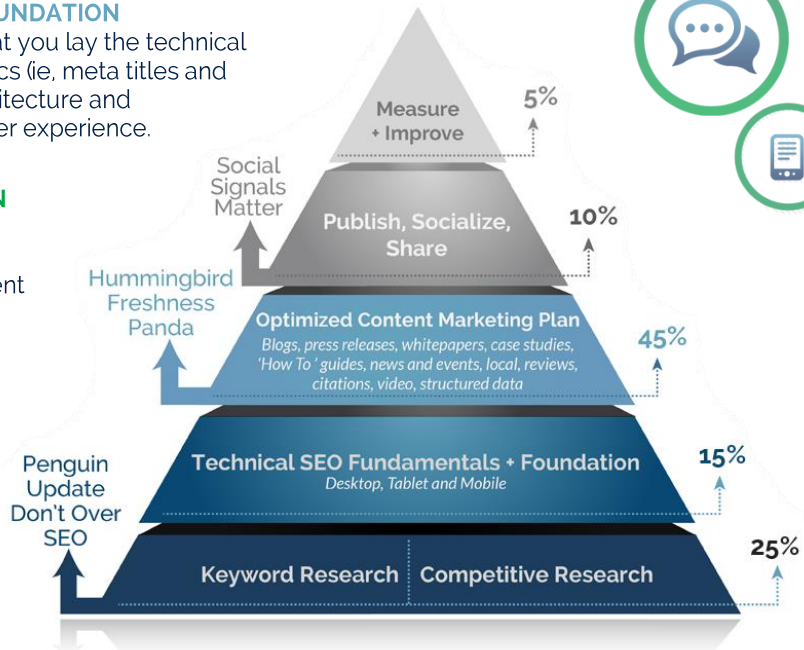 UNDATION
at you lay the technical
cs (ie, meta titles and
itecture and
er experience.
N
ent
Measure
+ Improve
5%
Social
Signals
Matter
Publish, Socialize,
Share
10%
Hummingbird
Freshness
Panda
Optimized Content Marketing Plan
Blogs, press releases, whitepapers, case studies,
'How To ' guides, news and events, local, reviews,
citations, video, structured data
45%
Penguin
Update
Don't Over
SEO
Technical SEO Fundamentals + Foundation
Desktop, Tablet and Mobile
15%
Keyword Research
Competitive Research
25%